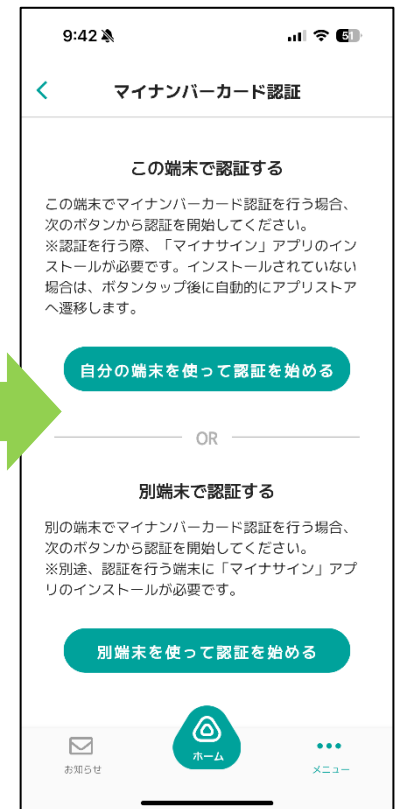 9:42
51
マイナンバーカード認証
この端末で認証する
この端末でマイナンバーカード認証を行う場合、
次のボタンから認証を開始してください。
※認証を行う際、「マイナサイン」アプリのイン
ストールが必要です。インストールされていない
場合は、ボタンタップ後に自動的にアプリストア
へ遷移します。
自分の端末を使って認証を始める
OR
別端末で認証する
別の端末でマイナンバーカード認証を行う場合、
次のボタンから認証を開始してください。
※別途、認証を行う端末に「マイナサイン」アプ
リのインストールが必要です。
別端末を使って認証を始める
お知らせ
ホーム
メニュー